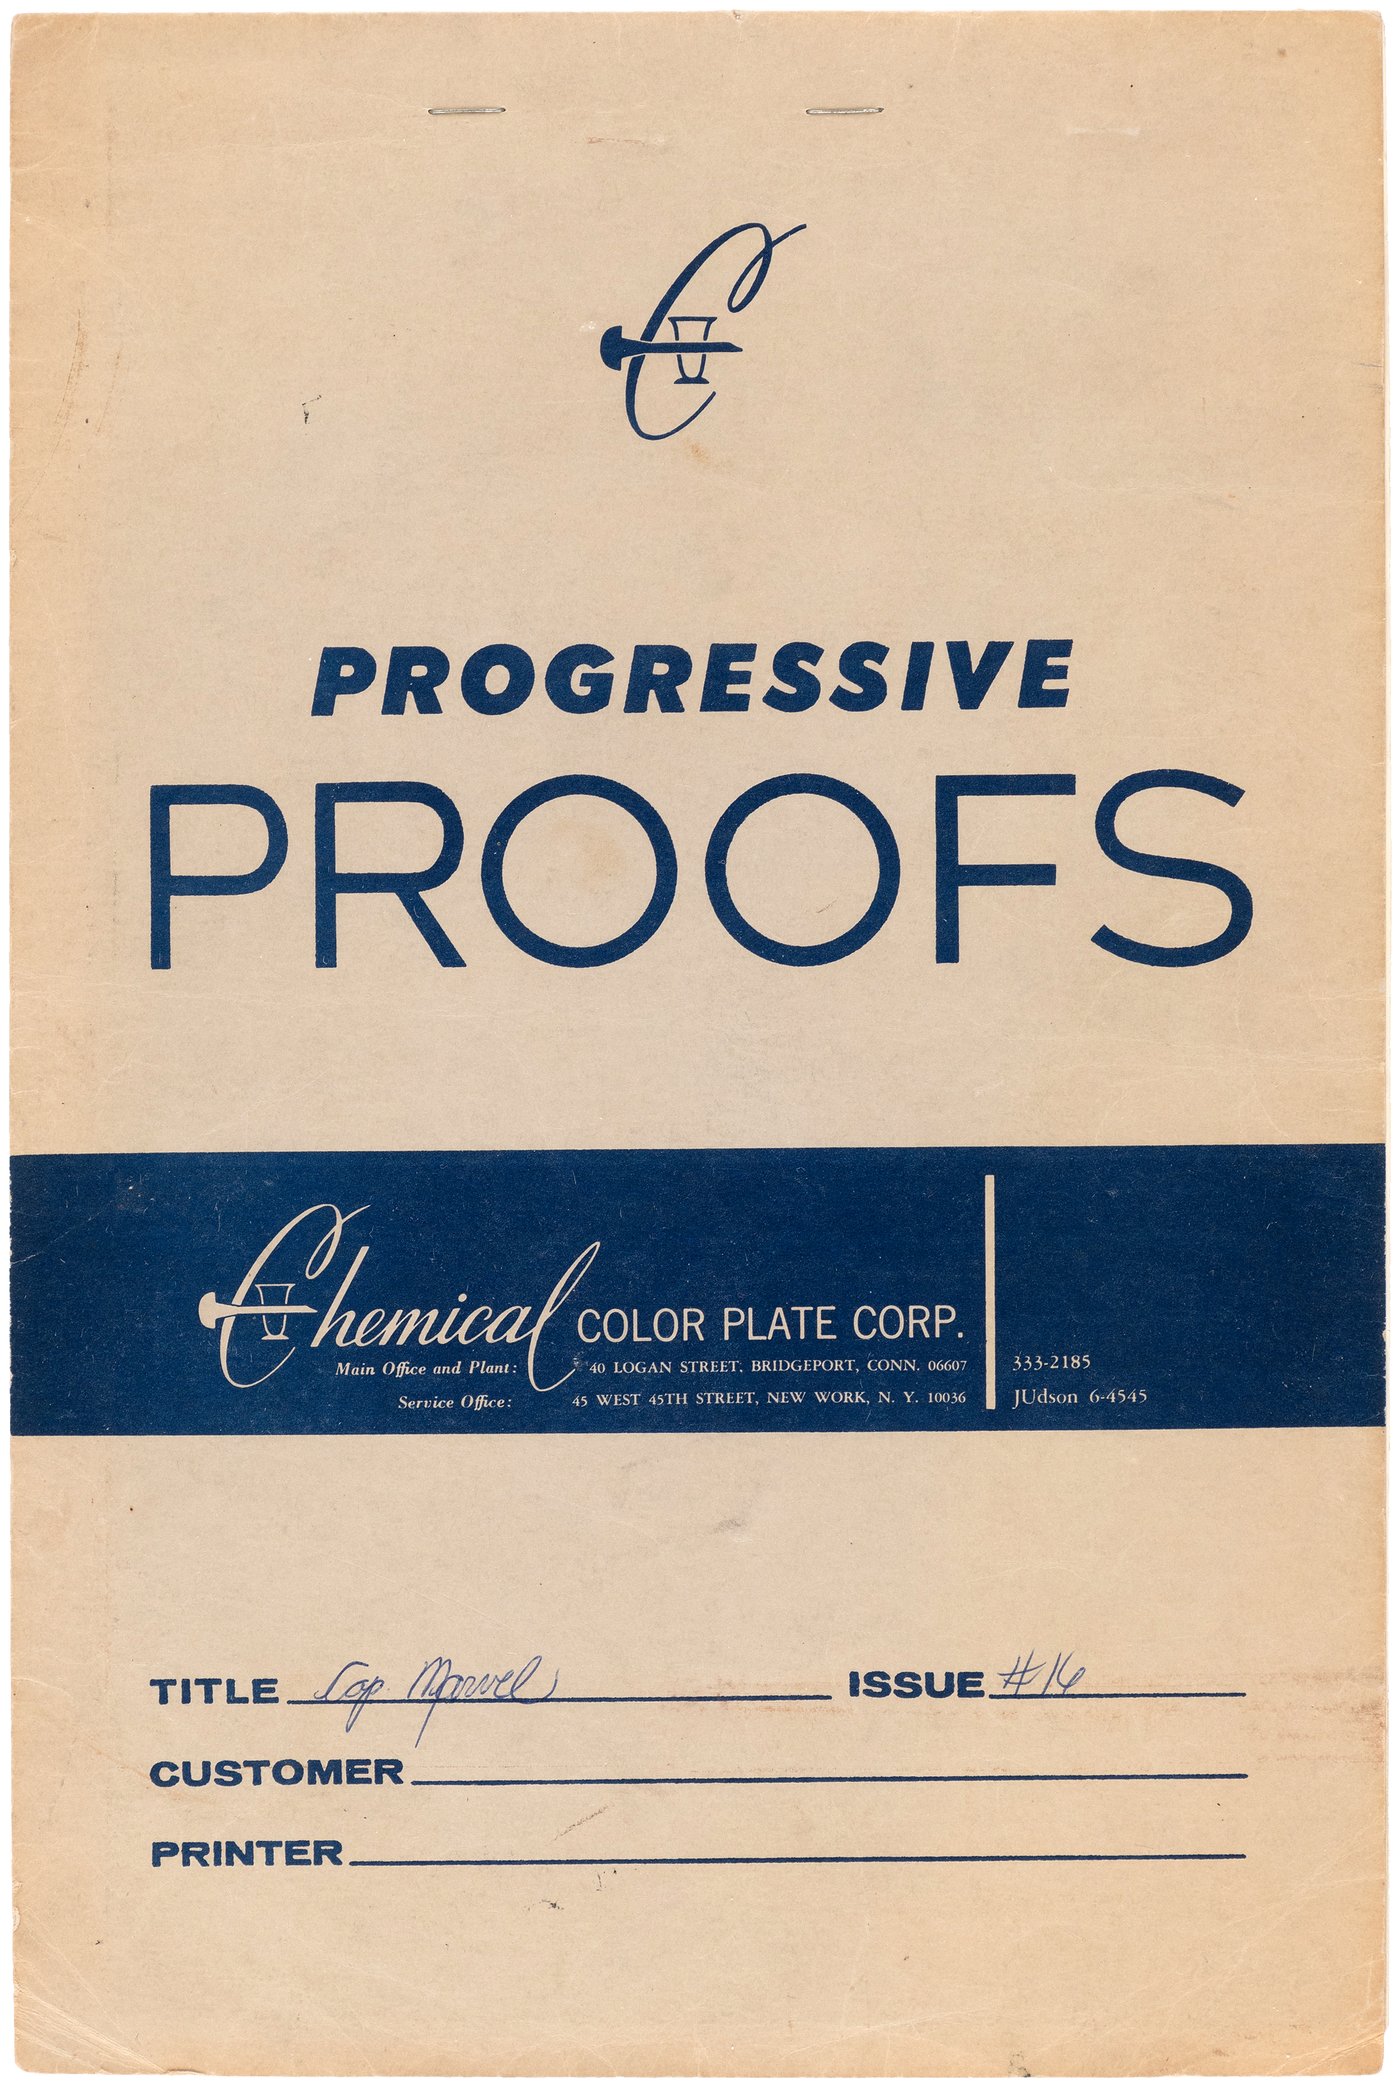 PROGRESSIVE
PROOFS
Chemical COLOR PLATE CORP.
Main Office and Plant: 40 LOGAN STREET, BRIDGEPORT, CONN. 06607 333-2185
Service Office: 45 WEST 45TH STREET, NEW WORK, N. Y. 10036 JUdson 6-4545
TITLE Cap. Marvel ISSUE #16
CUSTOMER
PRINTER